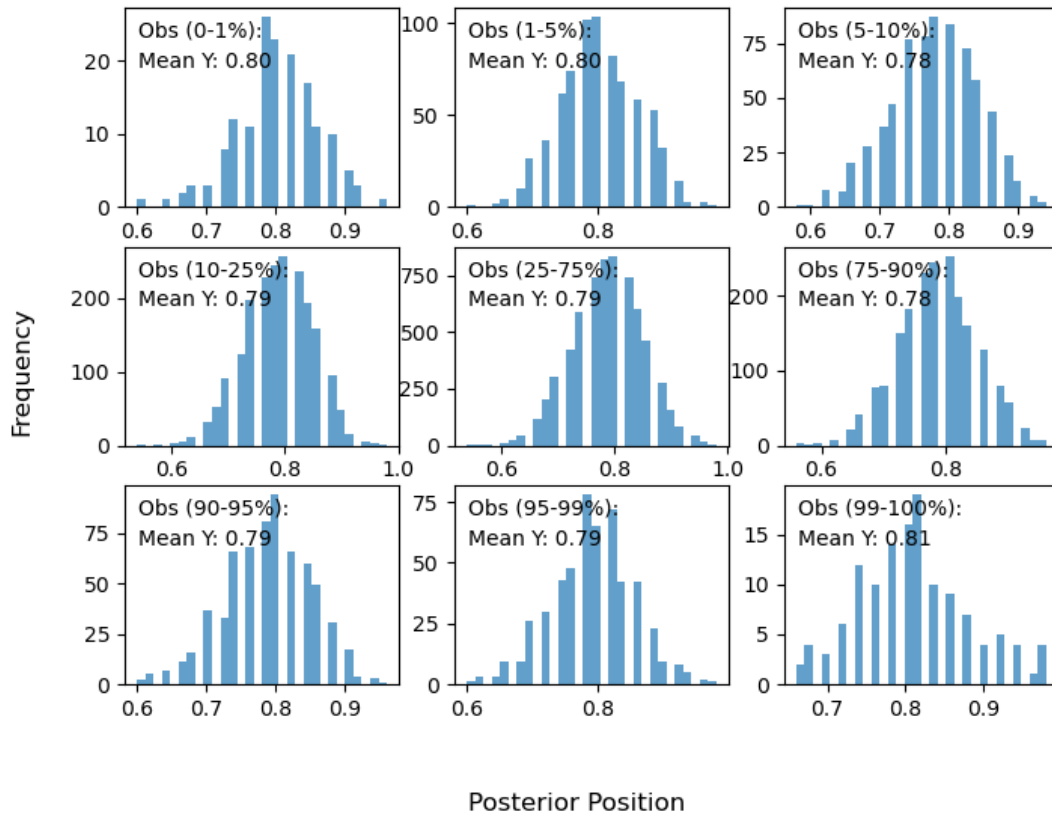 Obs (0-1%):
Mean Y: 0.80
20
10
0
0.6 0.7 0.8 0.9
Obs (1-5%):
Mean Y: 0.80
100
50
0
0.6 0.8
Obs (5-10%):
Mean Y: 0.78
75
50
25
0
0.6 0.7 0.8 0.9
Obs (10-25%):
Mean Y: 0.79
200
100
0
0.6 0.8 1.0
Obs (25-75%):
Mean Y: 0.79
750
500
250
0
0.6 0.8 1.0
Obs (75-90%):
Mean Y: 0.78
200
100
0
0.6 0.8
Obs (90-95%):
Mean Y: 0.79
75
50
25
0
0.6 0.7 0.8 0.9
Obs (95-99%):
Mean Y: 0.79
75
50
25
0
0.6 0.8
Obs (99-100%):
Mean Y: 0.81
15
10
5
0
0.7 0.8 0.9
Frequency
Posterior Position